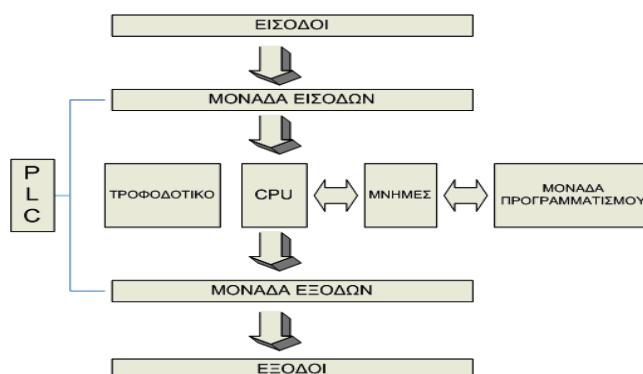 ΕΙΣΟΔΟΙ
ΜΟΝΑΔΑ ΕΙΣΟΔΩΝ
P
L
C
ΤΡΟΦΟΔΟΤΙΚΟ
CPU
ΜΝΗΜΕΣ
ΜΟΝΑΔΑ
ΠΡΟΓΡΑΜΜΑΤΙΣΜΟΥ
ΜΟΝΑΔΑ ΕΞΟΔΩΝ
ΕΞΟΔΟΙ